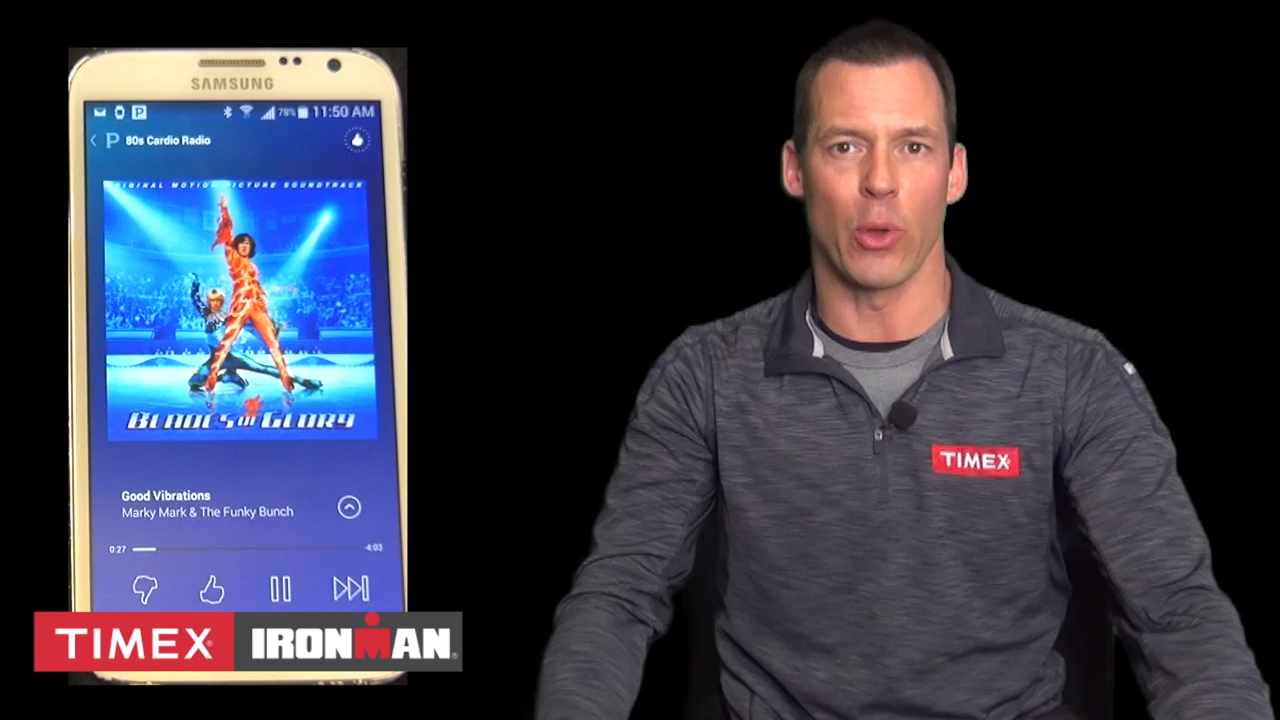 SAMSUNG
P 78% 11:50 AM
P 80s Cardio Radio
ORIGINAL MOTION PICTURE SOUNDTRACK
BLADES OF GLORY
Good Vibrations
Marky Mark & The Funky Bunch
0:27 -4:03
TIMEX IRONMAN
TIMEX